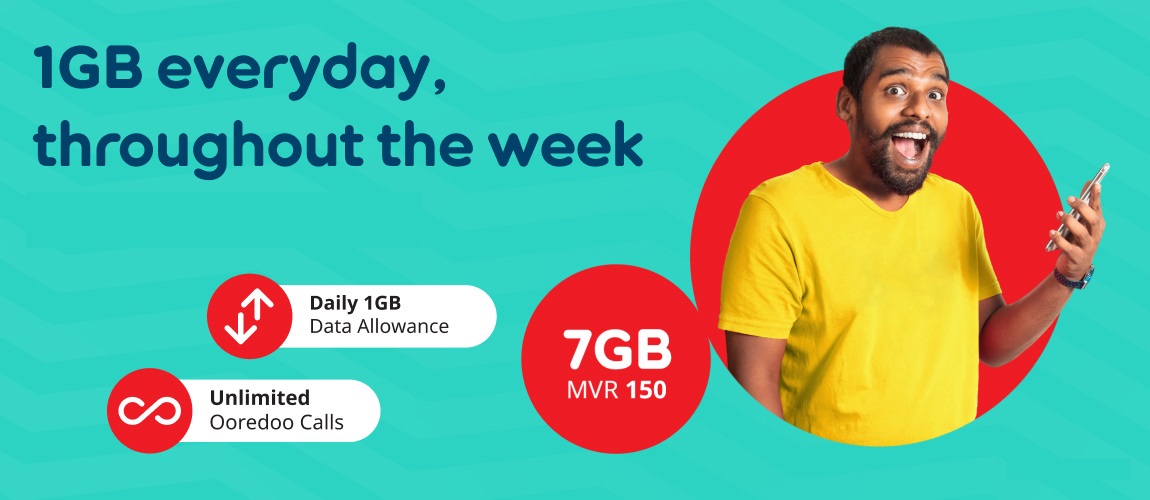 1GB everyday,
throughout the week
Daily 1GB
Data Allowance
Unlimited
Ooredoo Calls
7GB
MVR 150